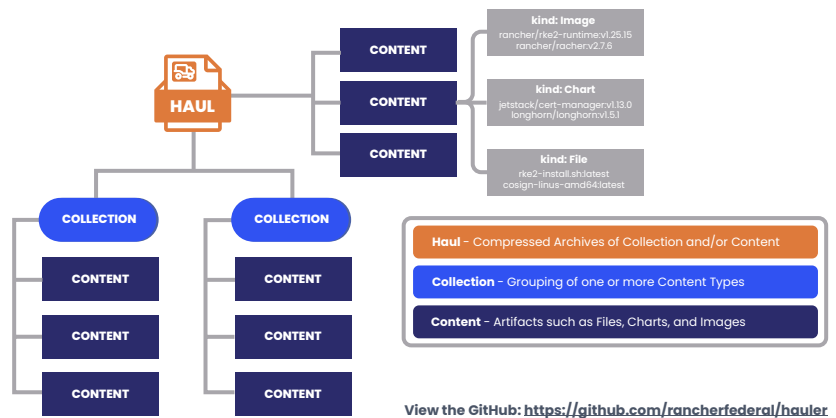 HAUL
CONTENT
CONTENT
CONTENT
kind: Image
rancher/rke2-runtime:v1.25.15
rancher/racher:v2.7.6
kind: Chart
jetstack/cert-manager:v1.13.0
longhorn/longhorn:v1.5.1
kind: File
rke2-install.sh:latest
cosign-linus-amd64:latest
COLLECTION
CONTENT
CONTENT
CONTENT
COLLECTION
CONTENT
CONTENT
CONTENT
Haul - Compressed Archives of Collection and/or Content
Collection - Grouping of one or more Content Types
Content - Artifacts such as Files, Charts, and Images
View the GitHub: https://github.com/rancherfederal/hauler